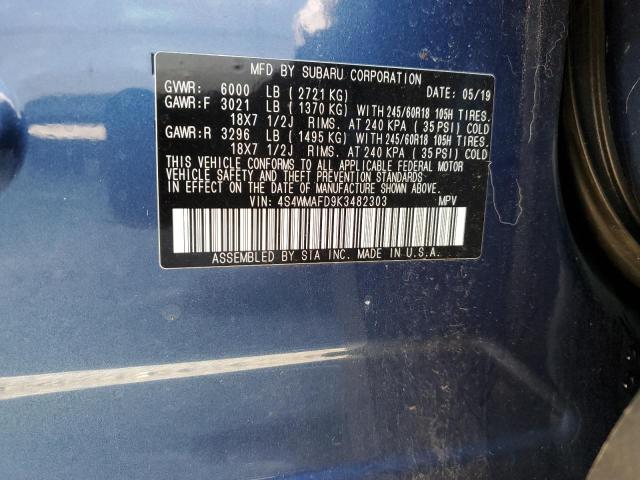 MFD BY SUBARU CORPORATION
GVWR: 6000 LB ( 2721 KG) DATE: 05/19
GAWR:F 3021 LB ( 1370 KG) WITH 245/60R18 105H TIRES.
18X7 1/2J RIMS. AT 240 KPA ( 35 PSI) COLD
GAWR:R 3296 LB ( 1495 KG) WITH 245/60R18 105H TIRES.
18X7 1/2J RIMS. AT 240 KPA ( 35 PSI) COLD
THIS VEHICLE CONFORMS TO ALL APPLICABLE FEDERAL MOTOR
VEHICLE SAFETY AND THEFT PREVENTION STANDARDS
IN EFFECT ON THE DATE OF MANUFACTURE SHOWN ABOVE.
VIN: 4S4WMAFD9K3482303 MPV
ASSEMBLED BY SIA INC. MADE IN U.S.A.